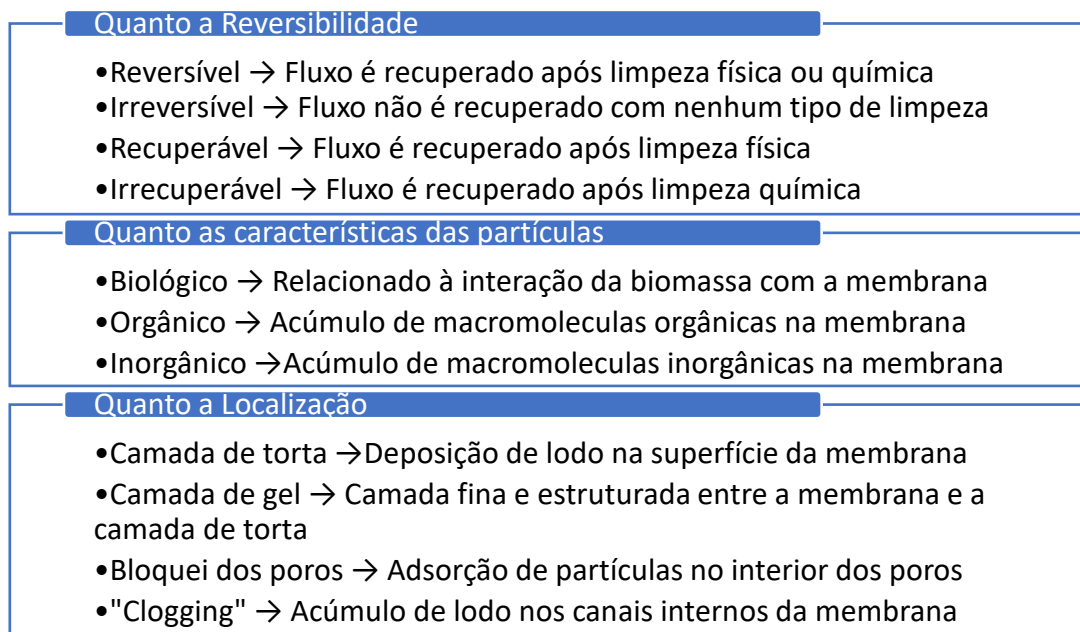 Quanto a Reversibilidade
•Reversível → Fluxo é recuperado após limpeza física ou química
•Irreversível → Fluxo não é recuperado com nenhum tipo de limpeza
•Recuperável → Fluxo é recuperado após limpeza física
•Irrecuperável → Fluxo é recuperado após limpeza química
Quanto as características das partículas
•Biológico → Relacionado à interação da biomassa com a membrana
•Orgânico → Acúmulo de macromoleculas orgânicas na membrana
•Inorgânico →Acúmulo de macromoleculas inorgânicas na membrana
Quanto a Localização
•Camada de torta →Deposição de lodo na superfície da membrana
•Camada de gel → Camada fina e estruturada entre a membrana e a
camada de torta
•Bloquei dos poros → Adsorção de partículas no interior dos poros
•"Clogging" → Acúmulo de lodo nos canais internos da membrana